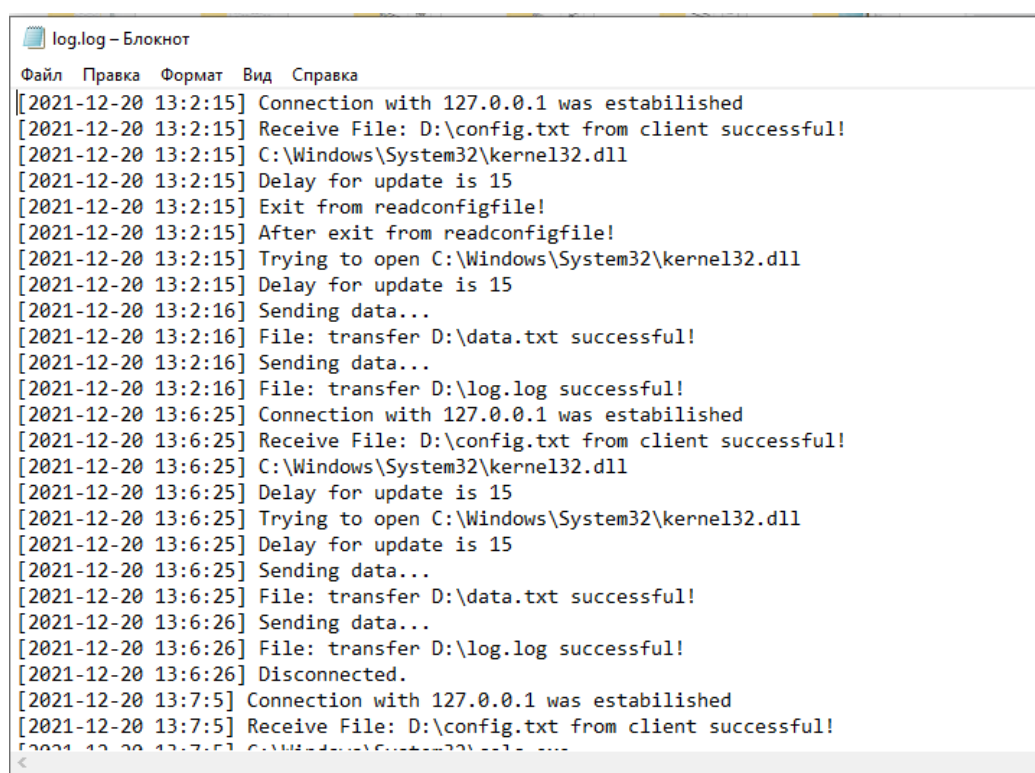 log.log – Блокнот
Файл Правка Формат Вид Справка
[2021-12-20 13:2:15] Connection with 127.0.0.1 was estabilished
[2021-12-20 13:2:15] Receive File: D:\config.txt from client successful!
[2021-12-20 13:2:15] C:\Windows\System32\kernel32.dll
[2021-12-20 13:2:15] Delay for update is 15
[2021-12-20 13:2:15] Exit from readconfigfile!
[2021-12-20 13:2:15] After exit from readconfigfile!
[2021-12-20 13:2:15] Trying to open C:\Windows\System32\kernel32.dll
[2021-12-20 13:2:15] Delay for update is 15
[2021-12-20 13:2:16] Sending data...
[2021-12-20 13:2:16] File: transfer D:\data.txt successful!
[2021-12-20 13:2:16] Sending data...
[2021-12-20 13:2:16] File: transfer D:\log.log successful!
[2021-12-20 13:6:25] Connection with 127.0.0.1 was estabilished
[2021-12-20 13:6:25] Receive File: D:\config.txt from client successful!
[2021-12-20 13:6:25] C:\Windows\System32\kernel32.dll
[2021-12-20 13:6:25] Delay for update is 15
[2021-12-20 13:6:25] Trying to open C:\Windows\System32\kernel32.dll
[2021-12-20 13:6:25] Delay for update is 15
[2021-12-20 13:6:25] Sending data...
[2021-12-20 13:6:25] File: transfer D:\data.txt successful!
[2021-12-20 13:6:26] Sending data...
[2021-12-20 13:6:26] File: transfer D:\log.log successful!
[2021-12-20 13:6:26] Disconnected.
[2021-12-20 13:7:5] Connection with 127.0.0.1 was estabilished
[2021-12-20 13:7:5] Receive File: D:\config.txt from client successful!